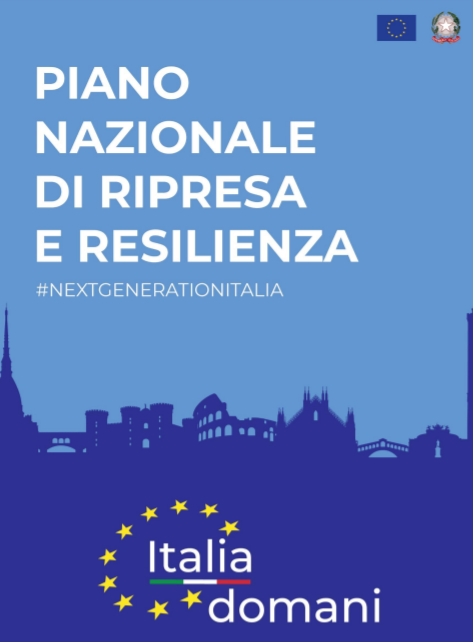 PIANO
NAZIONALE
DI RIPRESA
E RESILIENZA
#NEXTGENERATIONITALIA
Italia
domani